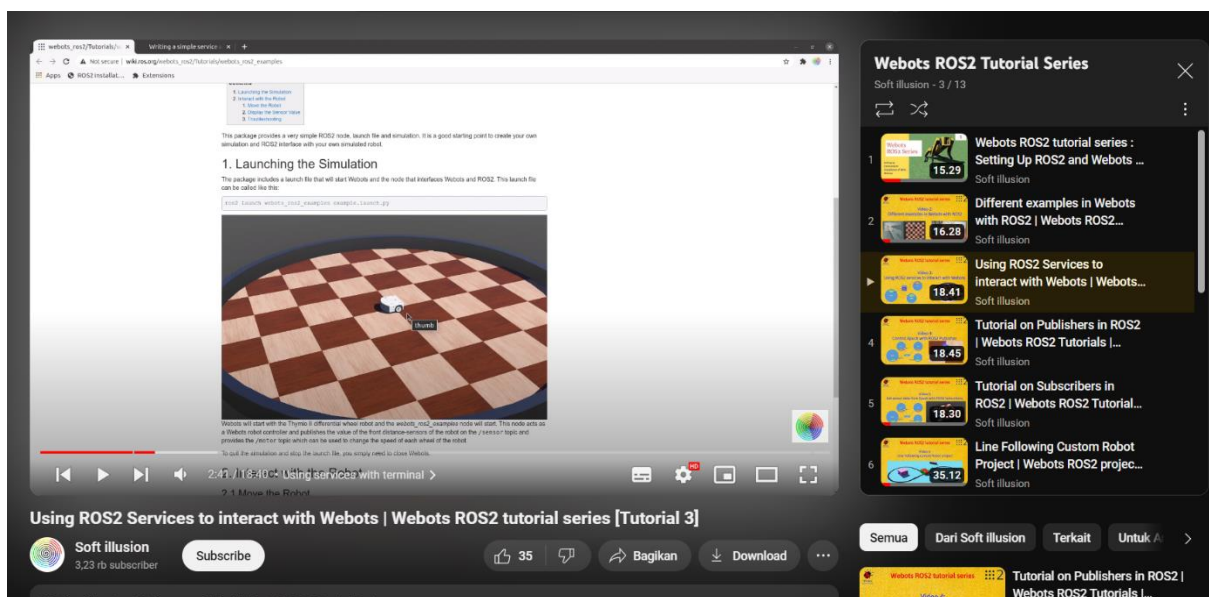 webots_ros2/Tutorials/w
Writing a simple service
Not secure | wiki.ros.org/webots_ros2/Tutorials/webots_ros2_examples
Apps ROS2 Installat... Extensions
1. Launching the Simulation
2. Interact with the Robot
1. Move the Robot
2. Display the Sensor Value
3. Troubleshooting
This package provides a very simple ROS2 node, launch file and simulation. It is a good starting point to create your own
simulation and ROS2 interface with your own simulated robot.
1. Launching the Simulation
The package includes a launch file that will start Webots and the node that interfaces Webots and ROS2. This launch file
can be called like this:
ros2 launch webots_ros2_examples example.launch.py
thumb
Webots will start with the Thymio II differential wheel robot and the webots_ros2_examples node will start. This node acts as
a Webots robot controller and publishes the value of the front distance-sensors of the robot on the /sensor topic and
provides the /motor topic which can be used to change the speed of each wheel of the robot.
To quit the simulation and stop the launch file, you simply need to close Webots.
Using services with terminal
2.1 Move the Robot
HD
Using ROS2 Services to interact with Webots | Webots ROS2 tutorial series [Tutorial 3]
Soft illusion
3,23 rb subscriber
Subscribe
35
Bagikan
Download
Webots ROS2 Tutorial Series
Soft illusion - 3 / 13
1
15.29
Webots ROS2 tutorial series :
Setting Up ROS2 and Webots ...
Soft illusion
2
16.28
Different examples in Webots
with ROS2 | Webots ROS2...
Soft illusion
18.41
Using ROS2 Services to
interact with Webots | Webots...
Soft illusion
4
18.45
Tutorial on Publishers in ROS2
| Webots ROS2 Tutorials |...
Soft illusion
5
18.30
Tutorial on Subscribers in
ROS2 | Webots ROS2 Tutorial...
Soft illusion
6
35.12
Line Following Custom Robot
Project | Webots ROS2 projec...
Soft illusion
Semua
Dari Soft illusion
Terkait
Untuk A
Webots ROS2 tutorial series
Tutorial on Publishers in ROS2 |
Webots ROS2 Tutorials |...